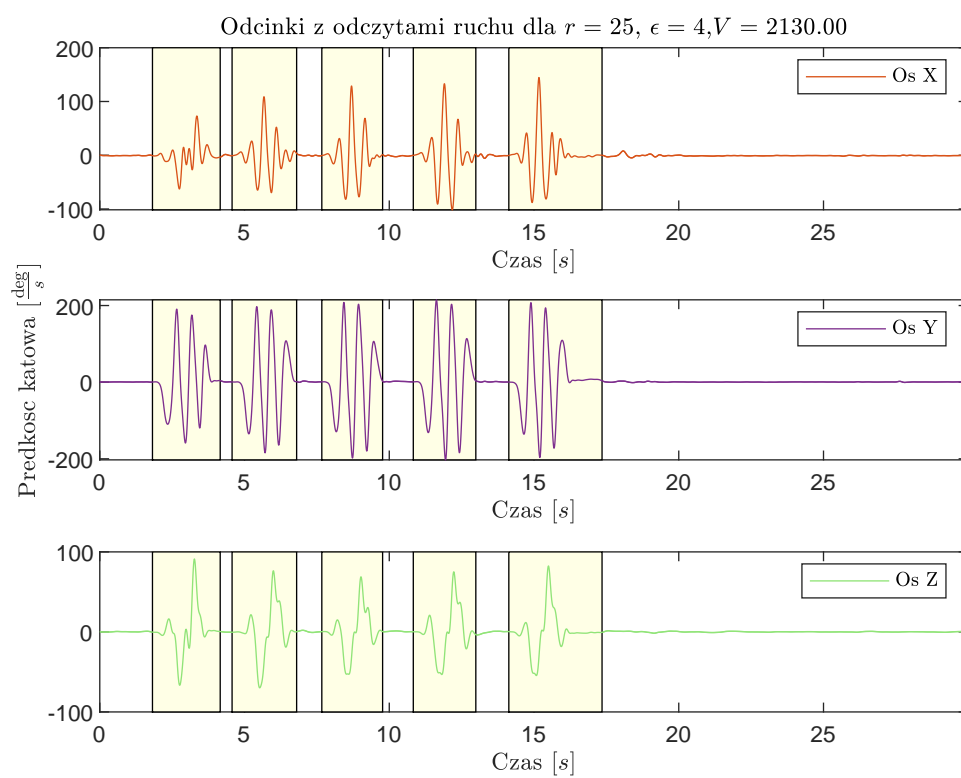 Odcinki z odczytami ruchu dla r = 25, ϵ = 4,V = 2130.00
200
100
0
-100
Os X
0 5 10 15 20 25
Czas [s]
Predkosc katowa [deg/s]
200
0
-200
Os Y
0 5 10 15 20 25
Czas [s]
100
0
-100
Os Z
0 5 10 15 20 25
Czas [s]